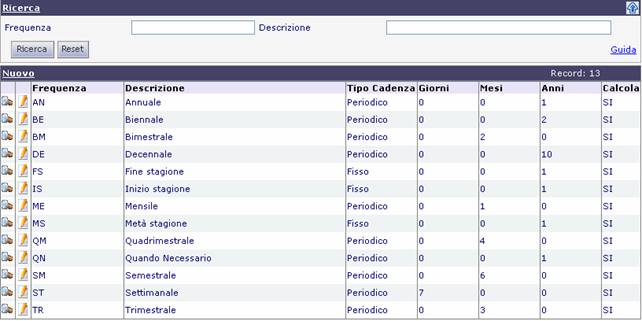 Ricerca
Frequenza Descrizione
Ricerca Reset Guida
Nuovo Record: 13
Frequenza Descrizione Tipo Cadenza Giorni Mesi Anni Calcola
AN Annuale Periodico 0 0 1 SI
BE Biennale Periodico 0 0 2 SI
BM Bimestrale Periodico 0 2 0 SI
DE Decennale Periodico 0 0 10 SI
FS Fine stagione Fisso 0 0 1 SI
IS Inizio stagione Fisso 0 0 1 SI
ME Mensile Periodico 0 1 0 SI
MS Metà stagione Fisso 0 0 1 SI
QM Quadrimestrale Periodico 0 4 0 SI
QN Quando Necessario Periodico 0 0 1 SI
SM Semestrale Periodico 0 6 0 SI
ST Settimanale Periodico 7 0 0 SI
TR Trimestrale Periodico 0 3 0 SI